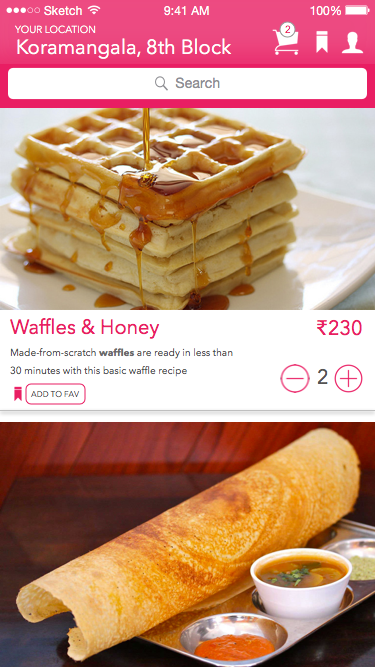 Sketch 9:41 AM 100%
YOUR LOCATION
Koramangala, 8th Block
2
Search
Waffles & Honey ₹230
Made-from-scratch waffles are ready in less than
30 minutes with this basic waffle recipe
2
ADD TO FAV